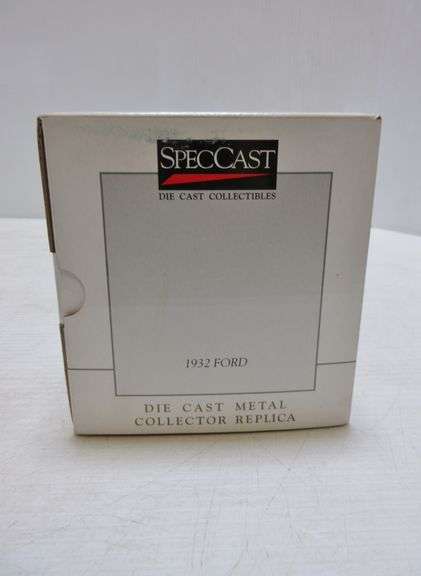 SPECCAST
DIE CAST COLLECTIBLES
1932 FORD
DIE CAST METAL
COLLECTOR REPLICA